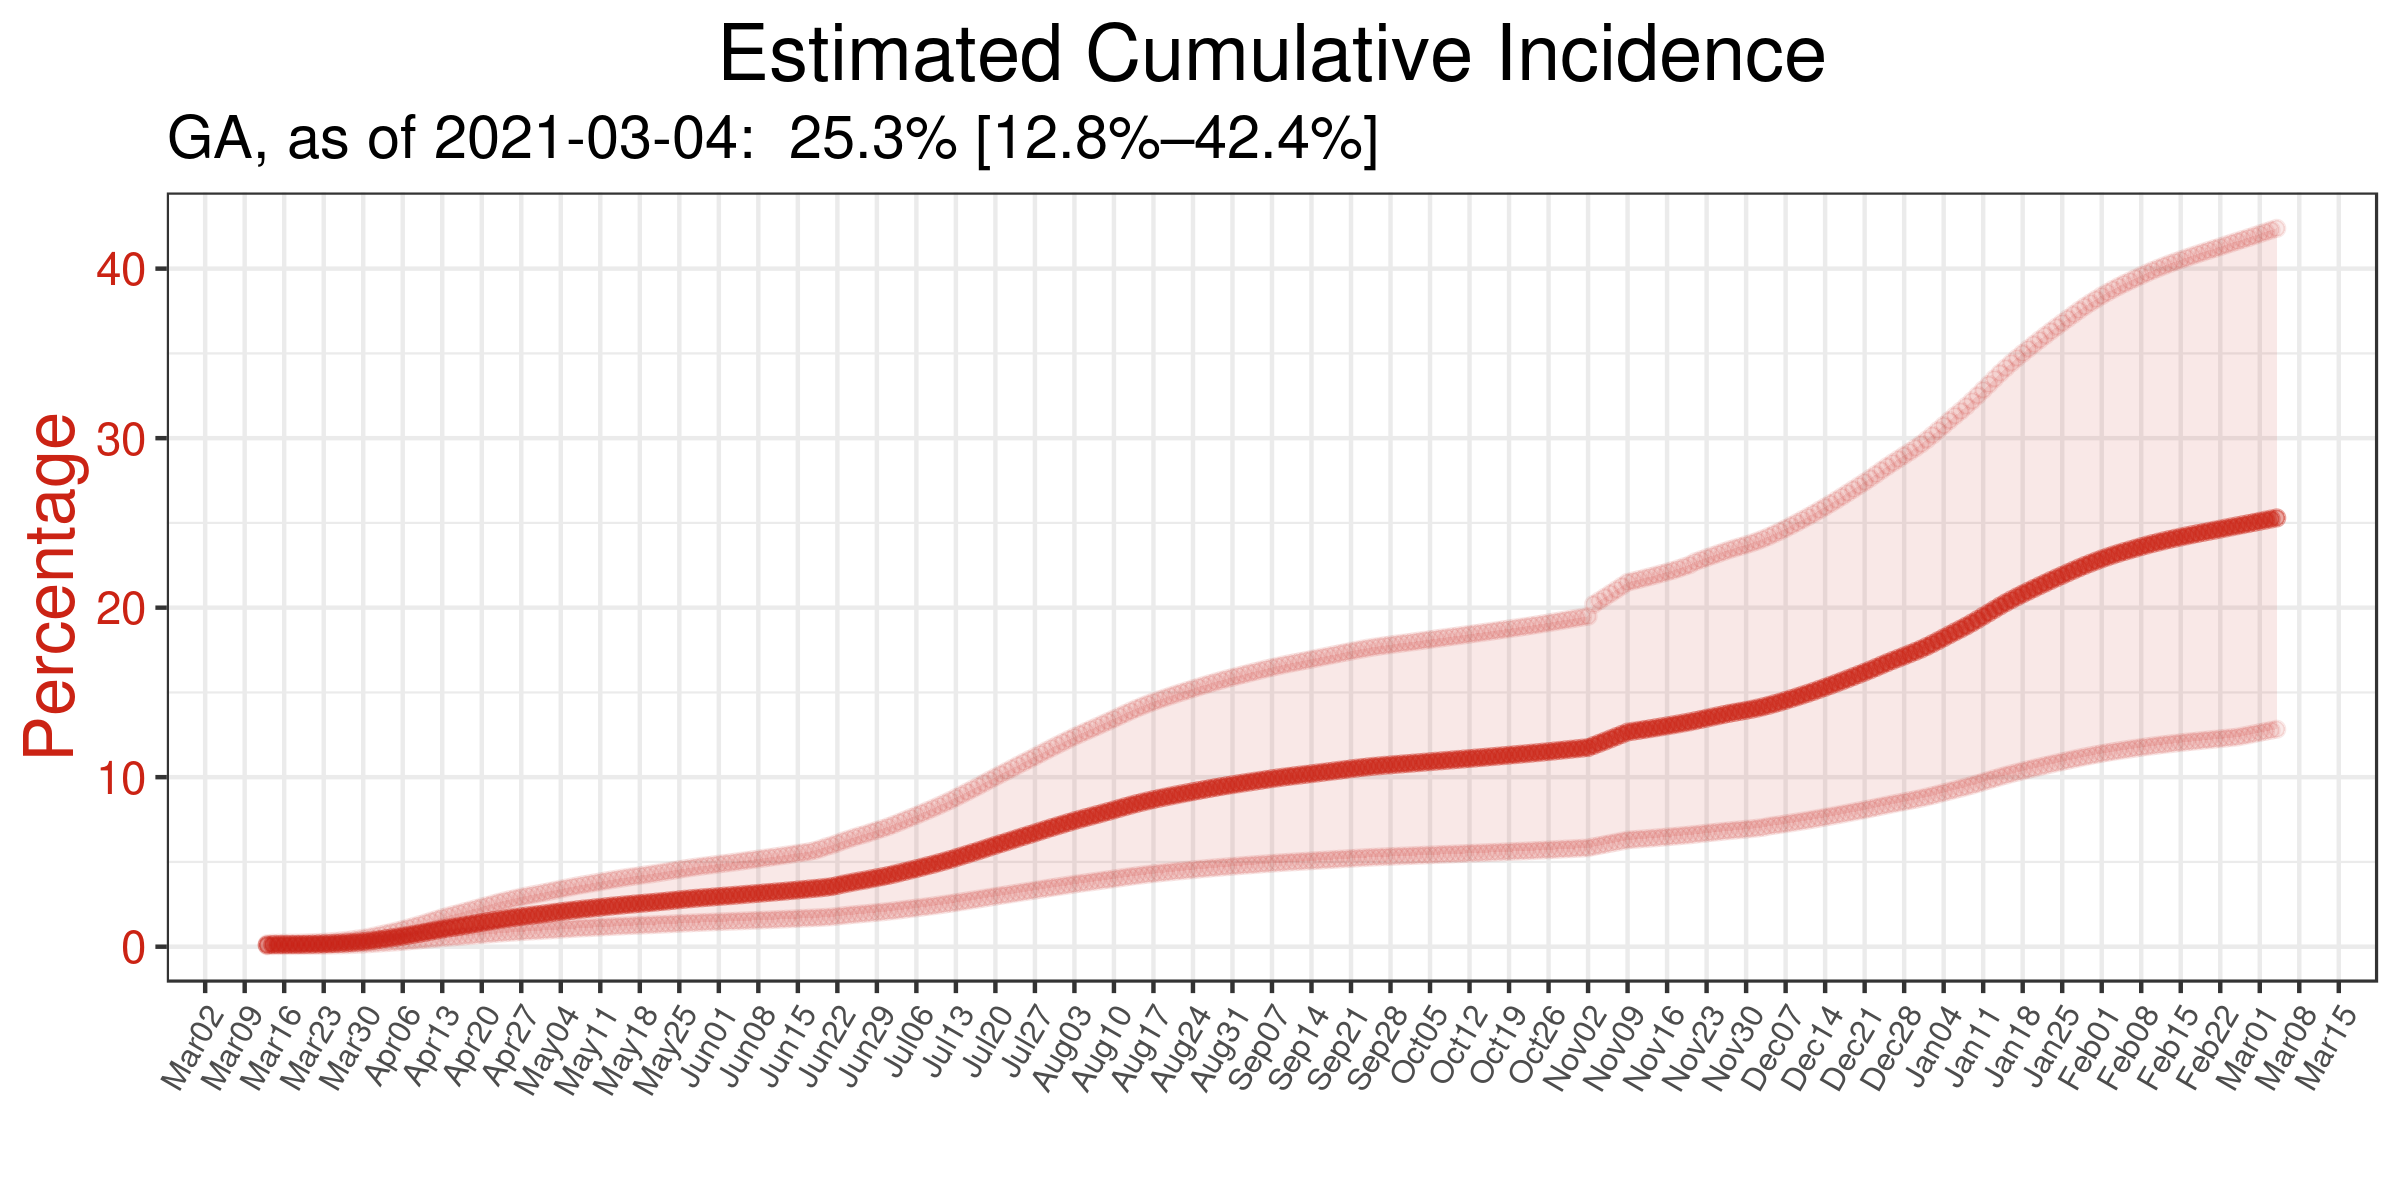 Estimated Cumulative Incidence
GA, as of 2021-03-04:  25.3% [12.8%–42.4%]
Percentage
40
30
20
10
0
Mar02
Mar09
Mar16
Mar23
Mar30
Apr06
Apr13
Apr20
Apr27
May04
May11
May18
May25
Jun01
Jun08
Jun15
Jun22
Jun29
Jul06
Jul13
Jul20
Jul27
Aug03
Aug10
Aug17
Aug24
Aug31
Sep07
Sep14
Sep21
Sep28
Oct05
Oct12
Oct19
Oct26
Nov02
Nov09
Nov16
Nov23
Nov30
Dec07
Dec14
Dec21
Dec28
Jan04
Jan11
Jan18
Jan25
Feb01
Feb08
Feb15
Feb22
Mar01
Mar08
Mar15